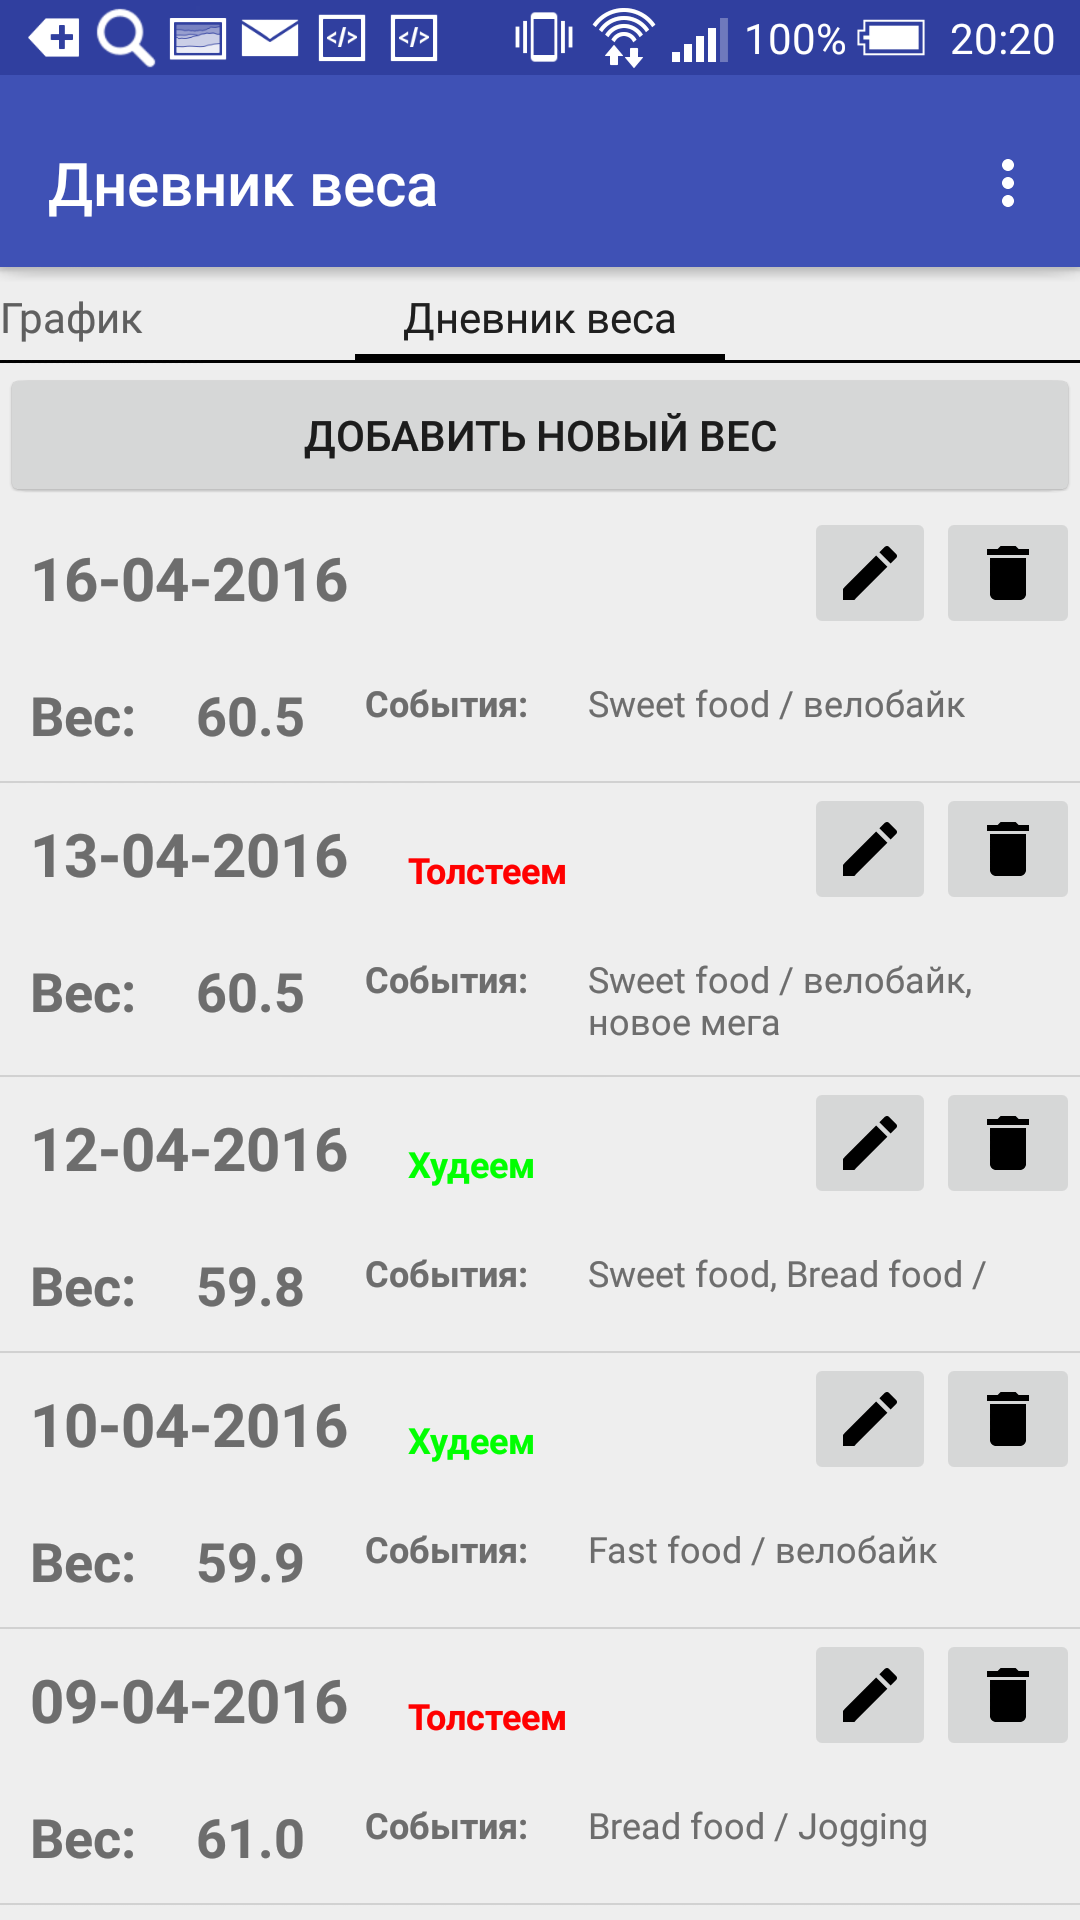 100% 20:20
Дневник веса
График Дневник веса
ДОБАВИТЬ НОВЫЙ ВЕС
16-04-2016
Вес: 60.5 События: Sweet food / велобайк
13-04-2016 Толстеем
Вес: 60.5 События: Sweet food / велобайк,
новое мега
12-04-2016 Худеем
Вес: 59.8 События: Sweet food, Bread food /
10-04-2016 Худеем
Вес: 59.9 События: Fast food / велобайк
09-04-2016 Толстеем
Вес: 61.0 События: Bread food / Jogging